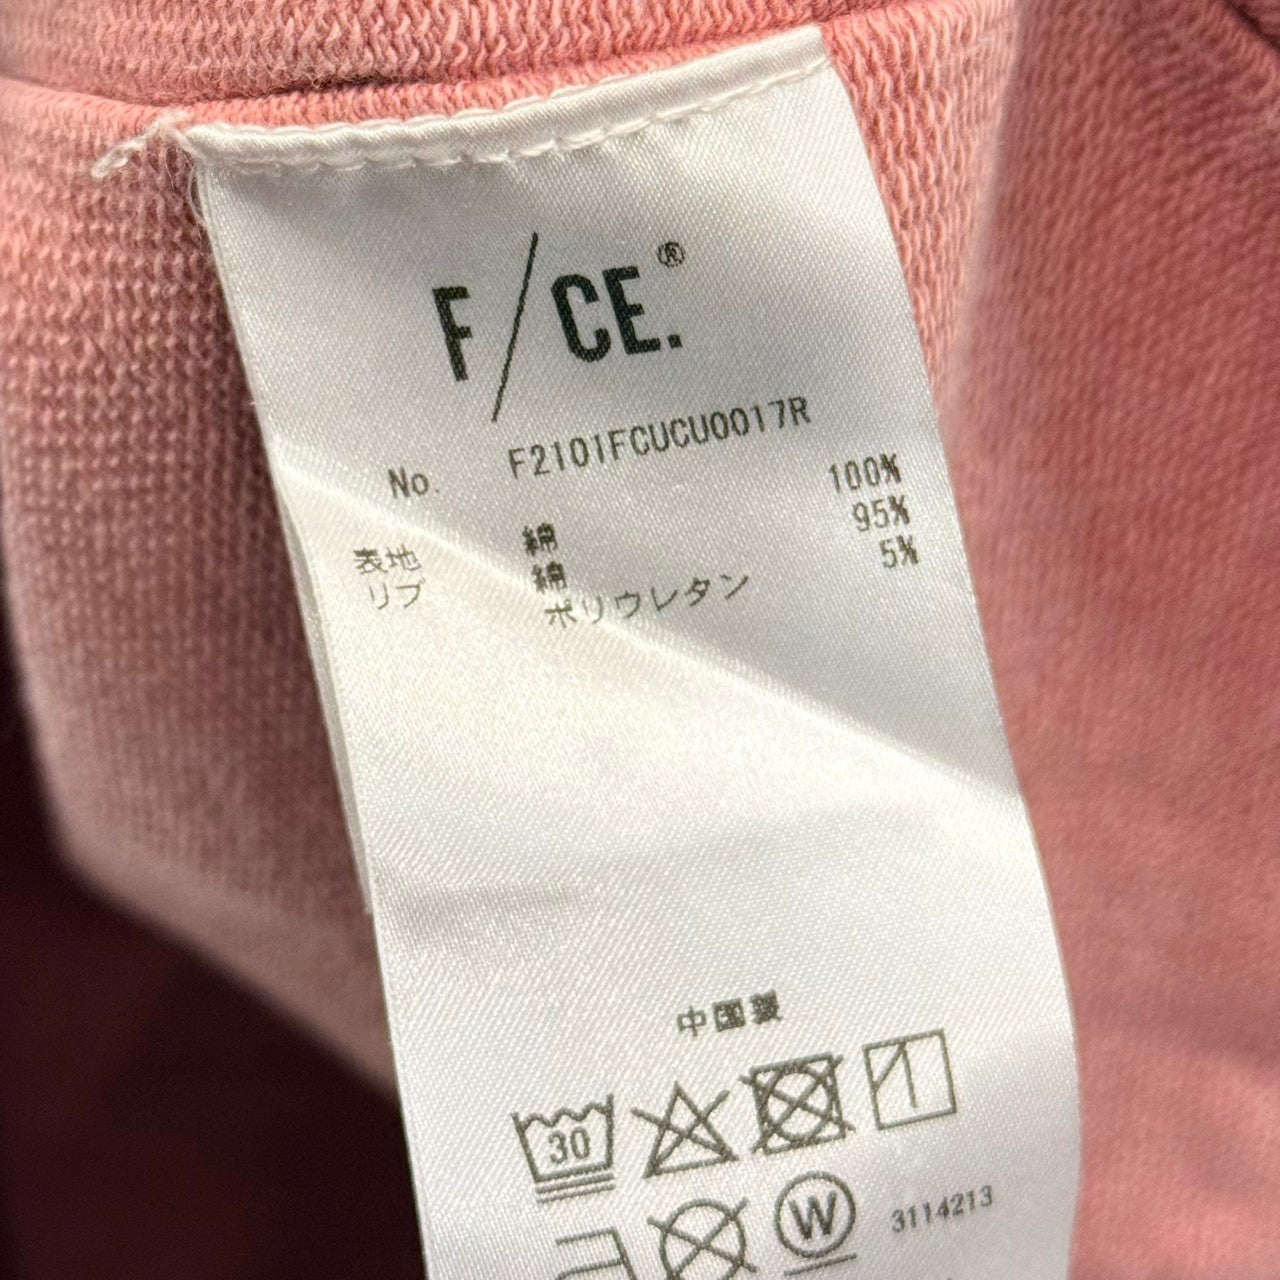 F/CE.®
No. F2101FCUCU0017R
表地 綿 100%
リブ 綿 95%
ポリウレタン 5%
中国製
30
W 3114213